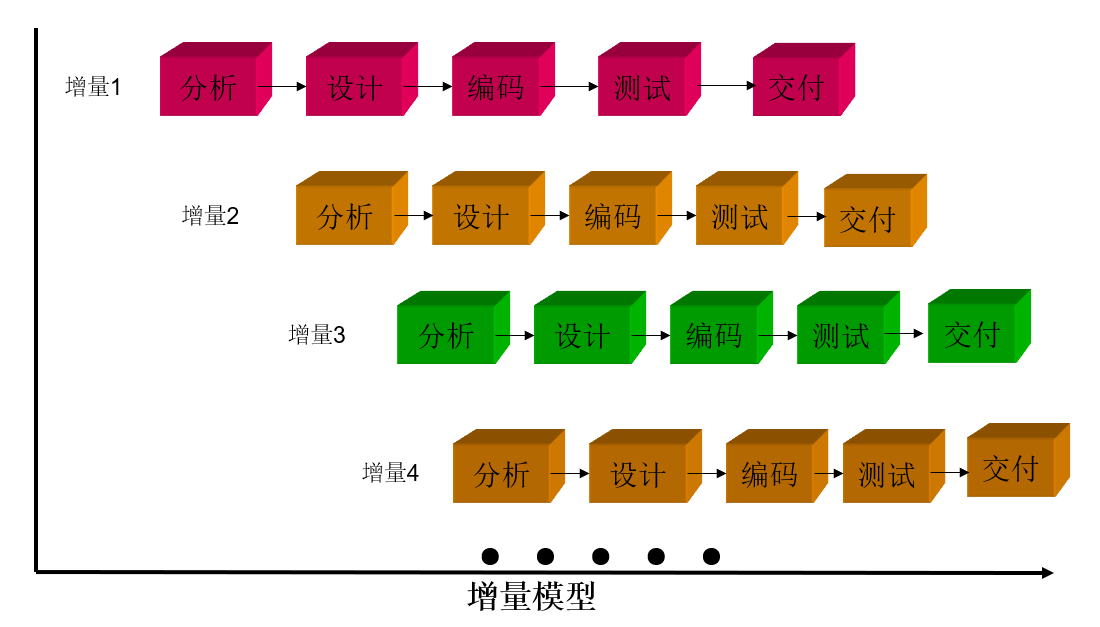 增量1 分析 设计 编码 测试 交付
增量2 分析 设计 编码 测试 交付
增量3 分析 设计 编码 测试 交付
增量4 分析 设计 编码 测试 交付
增量模型